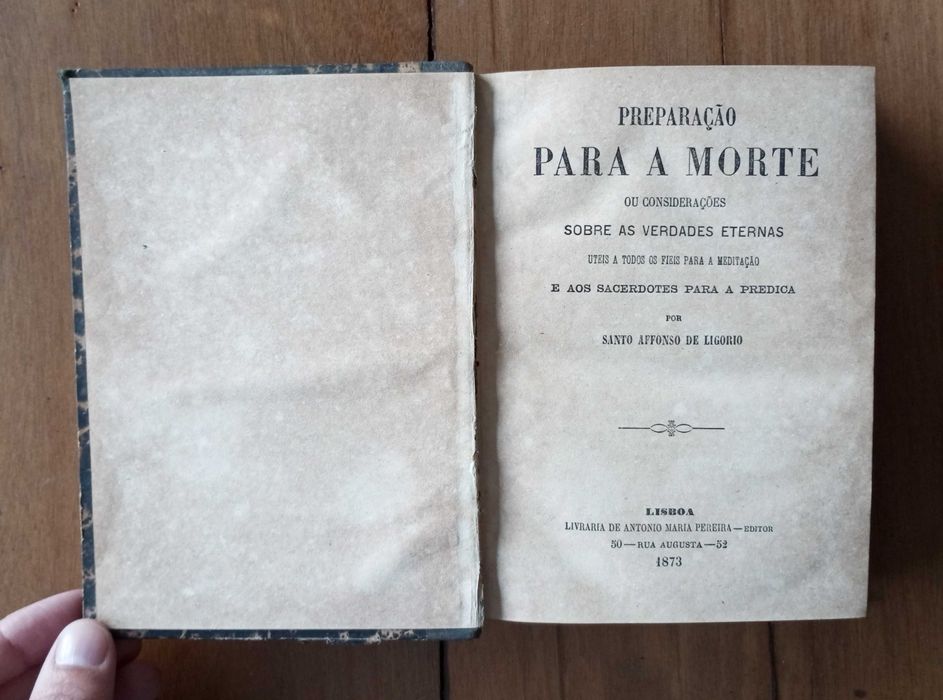 PREPARAÇÃO
PARA A MORTE
OU CONSIDERAÇÕES
SOBRE AS VERDADES ETERNAS
UTEIS A TODOS OS FIEIS PARA A MEDITAÇÃO
E AOS SACERDOTES PARA A PREDICA
POR
SANTO AFFONSO DE LIGORIO
LISBOA
LIVRARIA DE ANTONIO MARIA PEREIRA—EDITOR
50—RUA AUGUSTA—52
1873